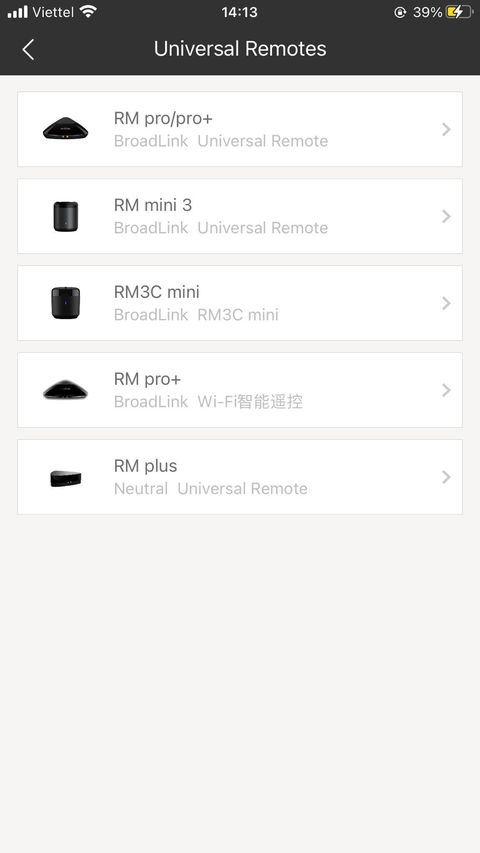 Viettel 14:13 39%
Universal Remotes
RM pro/pro+
BroadLink Universal Remote
RM mini 3
BroadLink Universal Remote
RM3C mini
BroadLink RM3C mini
RM pro+
BroadLink Wi-Fi智能遥控
RM plus
Neutral Universal Remote